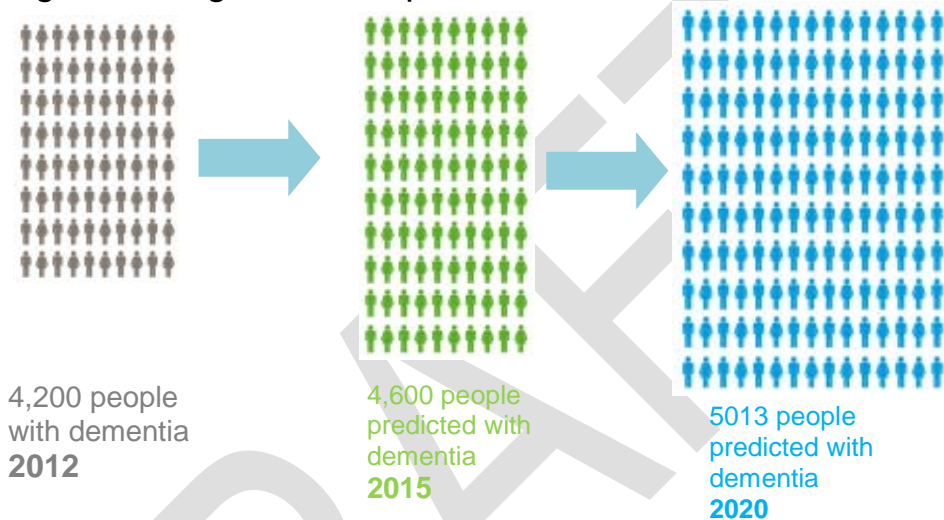 4,200 people
with dementia
2012
4,600 people
predicted with
dementia
2015
5013 people
predicted with
dementia
2020
DRAFT